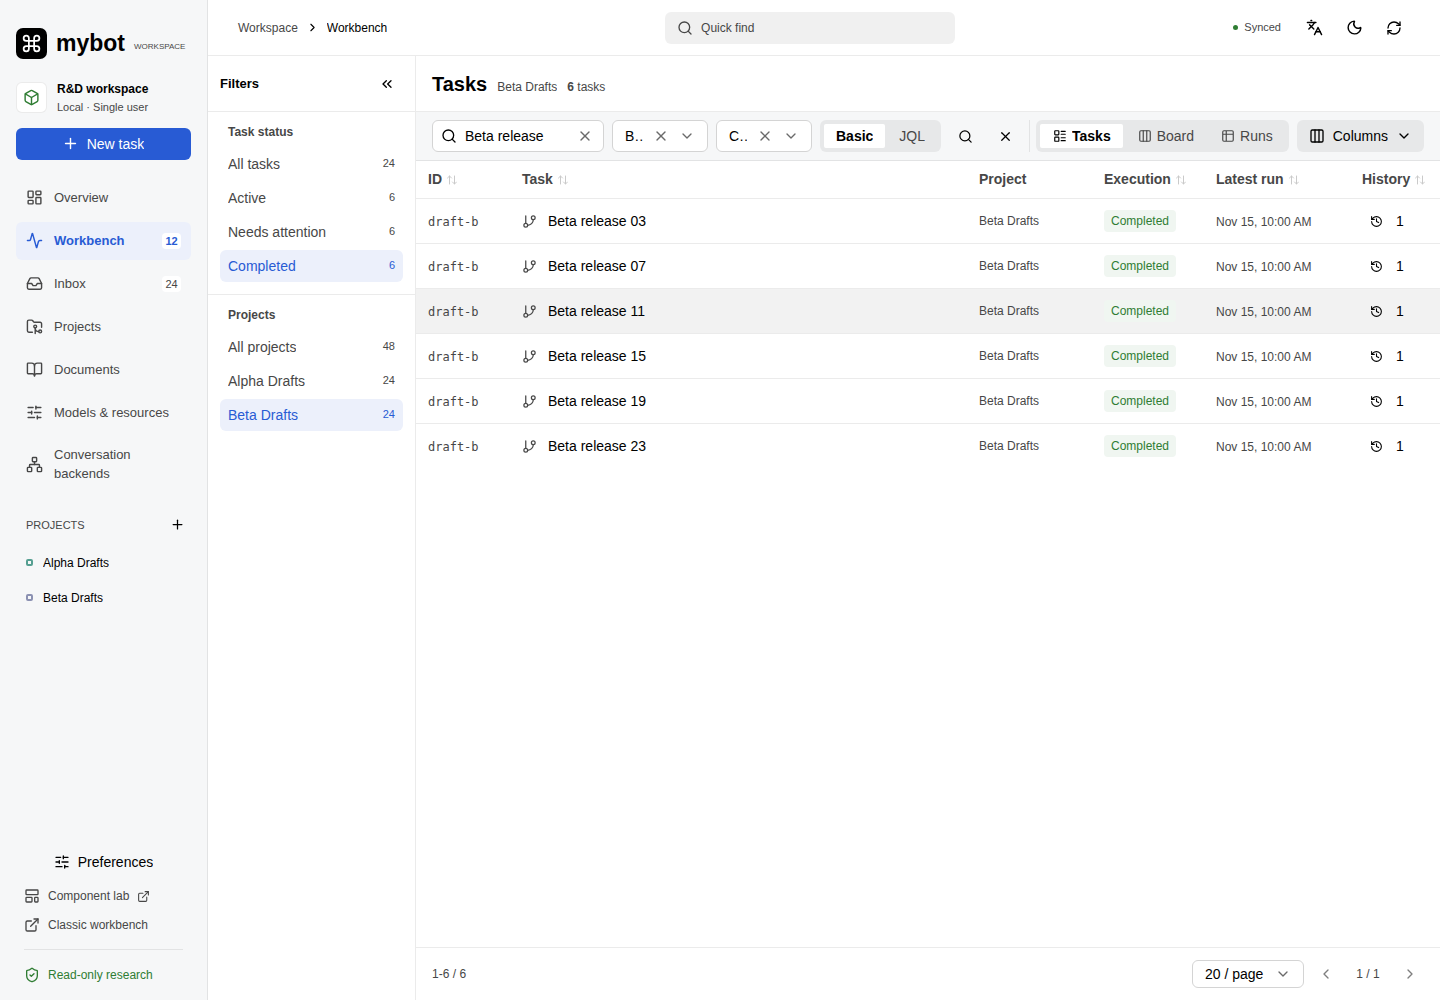 mybot WORKSPACE
R&D workspace
Local · Single user
New task
Overview
Workbench 12
Inbox 24
Projects
Documents
Models & resources
Conversation
backends
PROJECTS
Alpha Drafts
Beta Drafts
Preferences
Component lab
Classic workbench
Read-only research
Workspace Workbench
Quick find
Synced
Filters
Task status
All tasks 24
Active 6
Needs attention 6
Completed 6
Projects
All projects 48
Alpha Drafts 24
Beta Drafts 24
Tasks Beta Drafts 6 tasks
Beta release B.. C.. Basic JQL Tasks Board Runs Columns
ID Task Project Execution Latest run History
draft-b Beta release 03 Beta Drafts Completed Nov 15, 10:00 AM 1
draft-b Beta release 07 Beta Drafts Completed Nov 15, 10:00 AM 1
draft-b Beta release 11 Beta Drafts Completed Nov 15, 10:00 AM 1
draft-b Beta release 15 Beta Drafts Completed Nov 15, 10:00 AM 1
draft-b Beta release 19 Beta Drafts Completed Nov 15, 10:00 AM 1
draft-b Beta release 23 Beta Drafts Completed Nov 15, 10:00 AM 1
1-6 / 6
20 / page
1 / 1